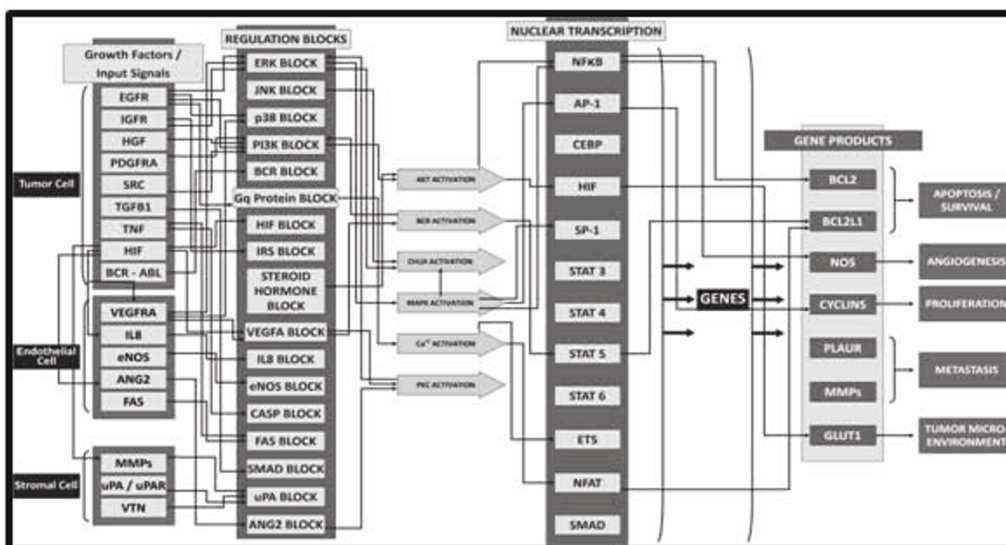 Growth Factors /
Input Signals
Tumor Cell
EGFR
IGFR
HGF
PDGFRA
SRC
TGFB1
TNF
HIF
BCR - ABL
Endothelial
Cell
VEGFRA
IL8
eNOS
ANG2
FAS
Stromal Cell
MMPs
uPA / uPAR
VTN
REGULATION BLOCKS
ERK BLOCK
JNK BLOCK
p38 BLOCK
PI3K BLOCK
BCR BLOCK
Gq Protein BLOCK
HIF BLOCK
IRS BLOCK
STEROID
HORMONE
BLOCK
VEGFA BLOCK
IL8 BLOCK
eNOS BLOCK
CASP BLOCK
FAS BLOCK
SMAD BLOCK
uPA BLOCK
ANG2 BLOCK
AKT ACTIVATION
BCR ACTIVATION
CHUK ACTIVATION
MAPK ACTIVATION
ACTIVATION
PKC ACTIVATION
NUCLEAR TRANSCRIPTION
NFκB
AP-1
CEBP
HIF
SP-1
STAT 3
STAT 4
STAT 5
STAT 6
ETS
NFAT
SMAD
GENES
GENE PRODUCTS
BCL2
BCL2L1
NOS
CYCLINS
PLAUR
MMPs
GLUT1
APOPTOSIS /
SURVIVAL
ANGIOGENESIS
PROLIFERATION
METASTASIS
TUMOR MICRO-
ENVIRONMENT